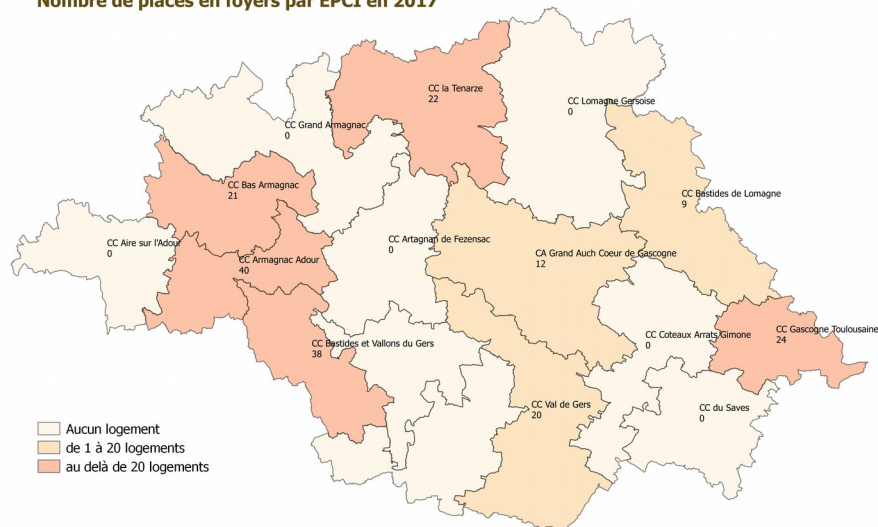 Nombre de places en foyers par EPCI en 2017
CC la Tenarze
22
CC Lomagne Gersoise
0
CC Grand Armagnac
0
CC Bas Armagnac
21
CC Bastides de Lomagne
9
CC Aire sur l'Adour
0
CC Artagnan de Fezensac
0
CA Grand Auch Coeur de Gascogne
12
CC Armagnac Adour
40
CC Bastides et Vallons du Gers
38
CC Coteaux Arrats Gimone
0
CC Gascogne Toulousaine
24
CC Val de Gers
20
CC du Saves
0
Aucun logement
de 1 à 20 logements
au delà de 20 logements